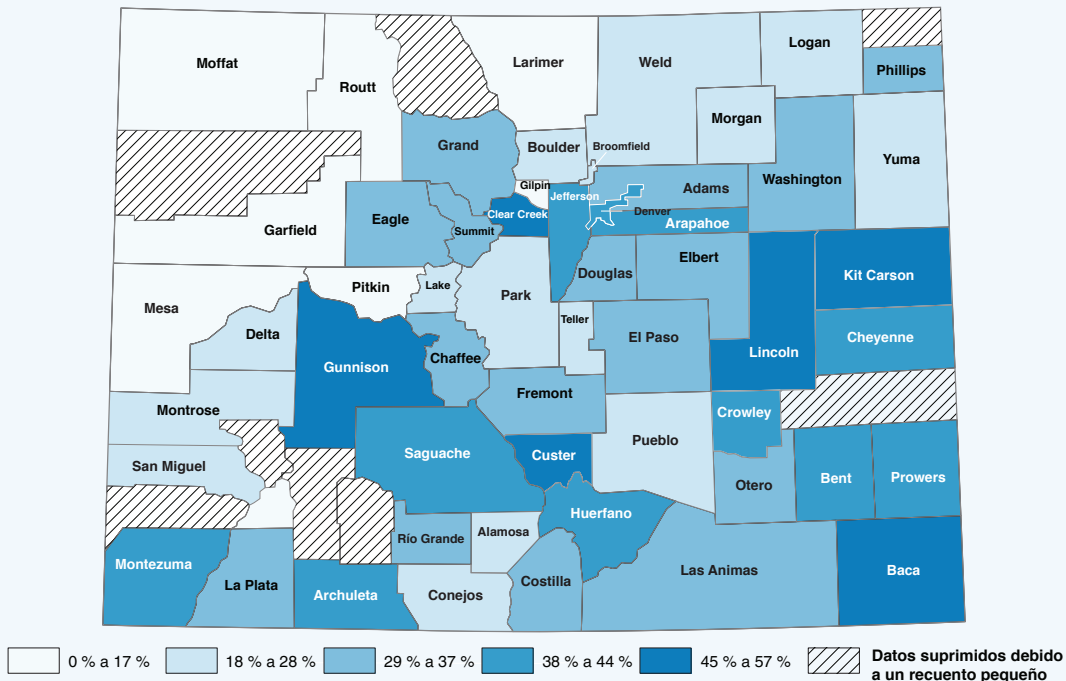 Moffat
Routt
Larimer
Weld
Logan
Phillips
Morgan
Grand
Boulder
Broomfield
Yuma
Gilpin
Jefferson
Adams
Washington
Clear Creek
Denver
Arapahoe
Eagle
Summit
Garfield
Douglas
Elbert
Kit Carson
Pitkin
Lake
Park
Mesa
Teller
Delta
El Paso
Cheyenne
Lincoln
Gunnison
Chaffee
Fremont
Montrose
Crowley
Pueblo
San Miguel
Saguache
Custer
Otero
Bent
Prowers
Huerfano
Alamosa
Río Grande
Montezuma
La Plata
Archuleta
Conejos
Costilla
Las Animas
Baca
0 % a 17 %
18 % a 28 %
29 % a 37 %
38 % a 44 %
45 % a 57 %
Datos suprimidos debido
a un recuento pequeño